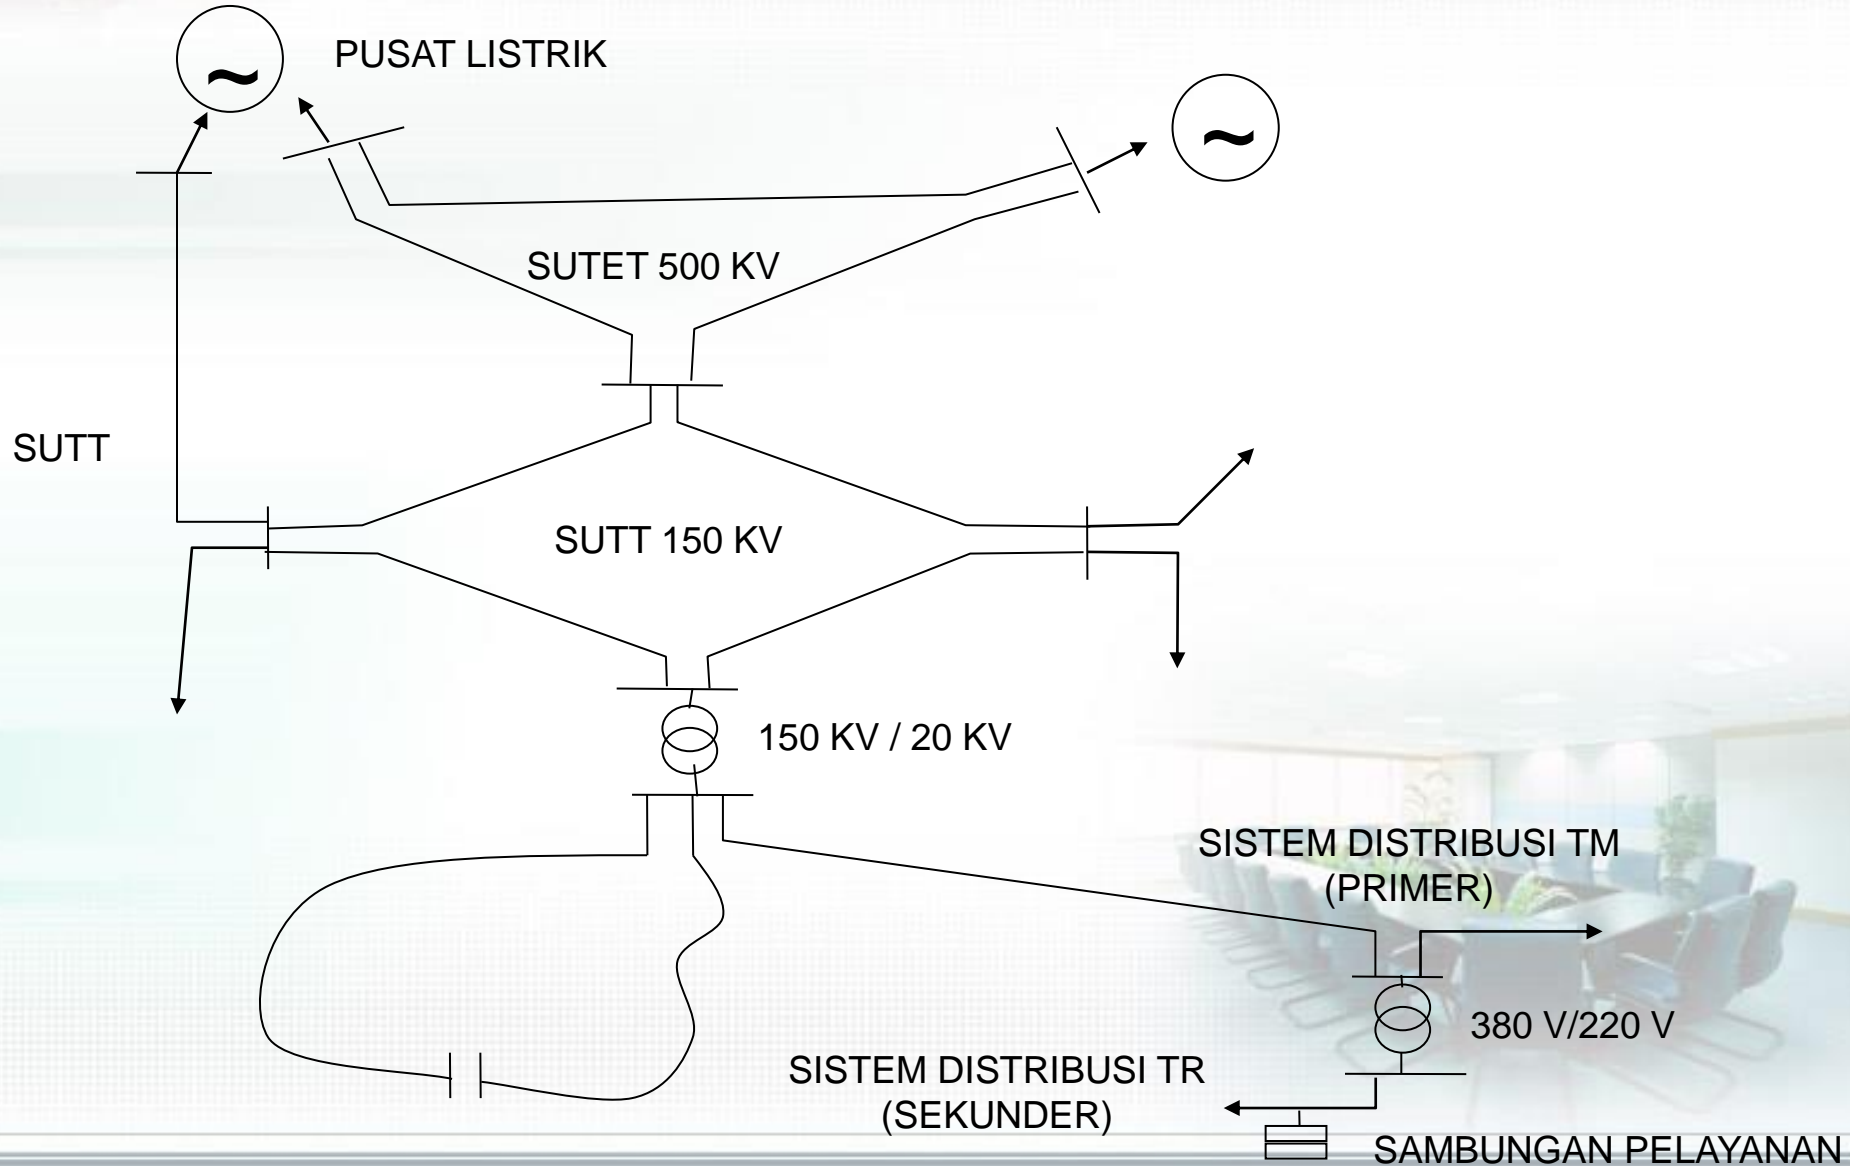 ~
PUSAT LISTRIK
~
SUTET 500 KV
SUTT
SUTT 150 KV
150 KV / 20 KV
SISTEM DISTRIBUSI TM
(PRIMER)
380 V/220 V
SISTEM DISTRIBUSI TR
(SEKUNDER)
SAMBUNGAN PELAYANAN